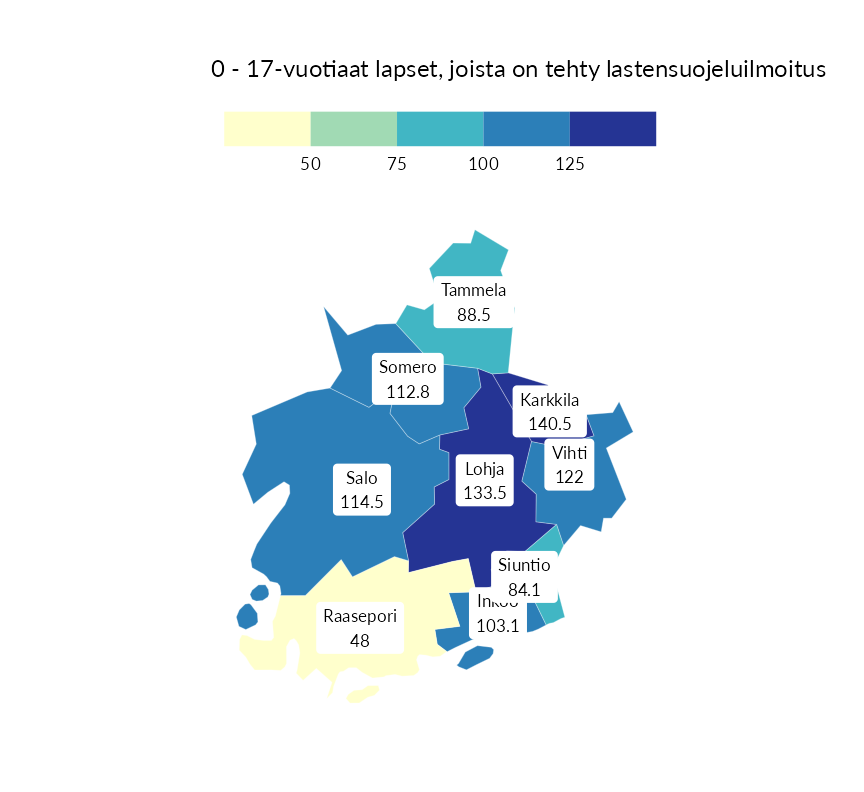 0 - 17-vuotiaat lapset, joista on tehty lastensuojeluilmoitus
50 75 100 125
Tammela
88.5
Somero
112.8
Karkkila
140.5
Vihti
122
Lohja
133.5
Salo
114.5
Siuntio
84.1
Inkoo
103.1
Raasepori
48